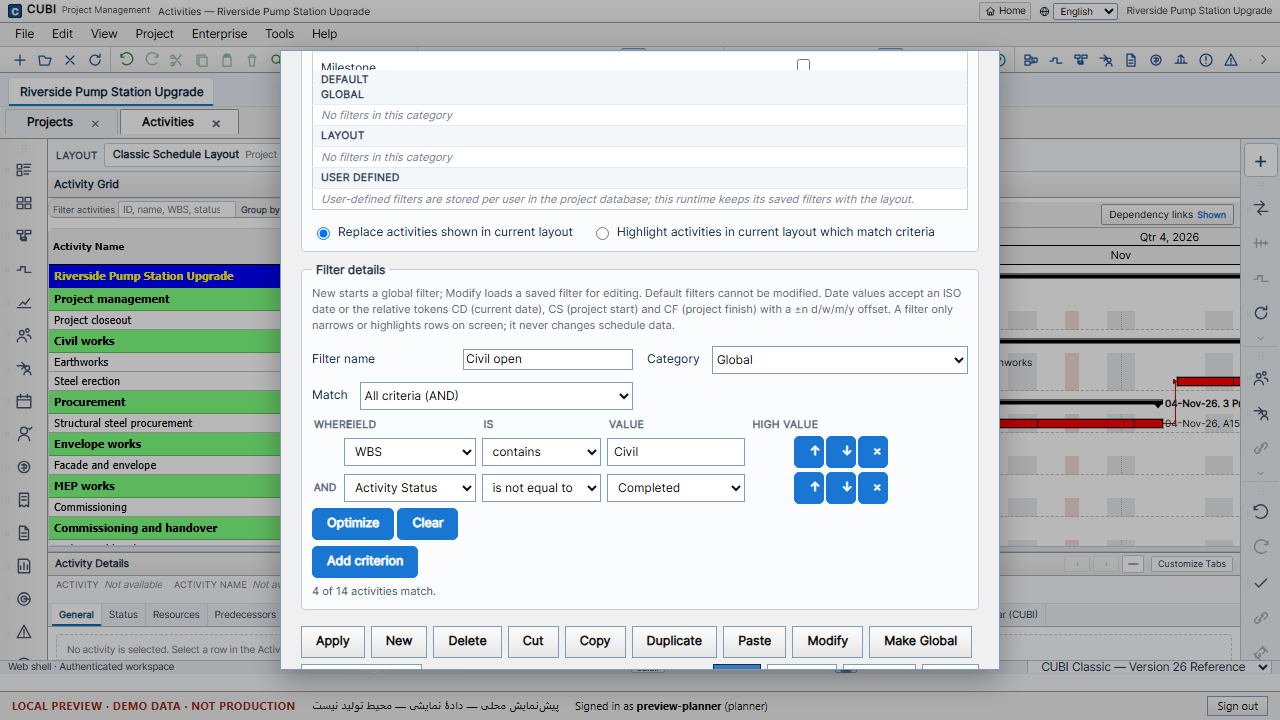 CUBI Project Management Activities — Riverside Pump Station Upgrade Home English Riverside Pump Station Upgrade
File Edit View Project Enterprise Tools Help
Riverside Pump Station Upgrade
Projects × Activities ×
LAYOUT Classic Schedule Layout Project
Activity Grid
Filter activities ID, name, WBS, status Group by
Dependency links Shown
Activity Name
Qtr 4, 2026
Nov
Riverside Pump Station Upgrade
Project management
Project closeout
Civil works
Earthworks
Steel erection
Procurement
Structural steel procurement
Envelope works
Facade and envelope
MEP works
Commissioning
Commissioning and handover
04-Nov-26, 3 Pr
04-Nov-26, A15
Milestone
DEFAULT
GLOBAL
No filters in this category
LAYOUT
No filters in this category
USER DEFINED
User-defined filters are stored per user in the project database; this runtime keeps its saved filters with the layout.
Replace activities shown in current layout Highlight activities in current layout which match criteria
Filter details
New starts a global filter; Modify loads a saved filter for editing. Default filters cannot be modified. Date values accept an ISO
date or the relative tokens CD (current date), CS (project start) and CF (project finish) with a ±n d/w/m/y offset. A filter only
narrows or highlights rows on screen; it never changes schedule data.
Filter name Civil open Category Global
Match All criteria (AND)
WHERE FIELD IS VALUE HIGH VALUE
WBS contains Civil ↑ ↓ ×
AND Activity Status is not equal to Completed ↑ ↓ ×
Optimize Clear
Add criterion
4 of 14 activities match.
Apply New Delete Cut Copy Duplicate Paste Modify Make Global
Activity Details
Customize Tabs
ACTIVITY Not available ACTIVITY NAME
General Status Resources Predecessors
(CUBI)
No activity is selected. Select a row in the Activ
Web shell · Authenticated workspace
CUBI Classic — Version 26 Reference
LOCAL PREVIEW · DEMO DATA · NOT PRODUCTION پیش‌نمایش محلی — دادهٔ نمایشی — محیط تولید نیست Signed in as preview-planner (planner) Sign out